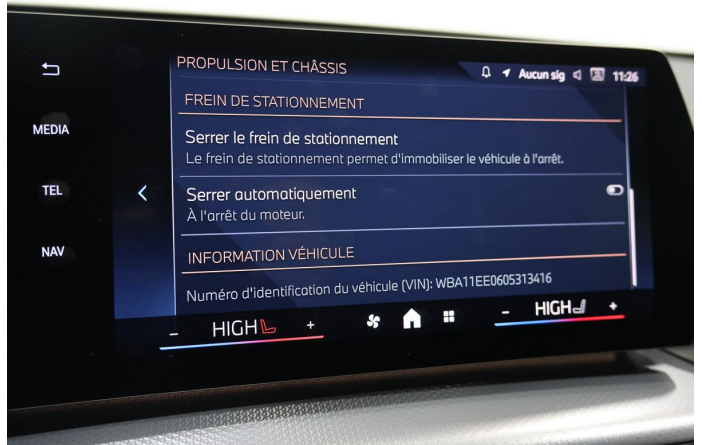 PROPULSION ET CHÂSSIS
Aucun sig 11:26
MEDIA
TEL
NAV
FREIN DE STATIONNEMENT
Serrer le frein de stationnement
Le frein de stationnement permet d'immobiliser le véhicule à l'arrêt.
Serrer automatiquement
À l'arrêt du moteur.
INFORMATION VÉHICULE
Numéro d'identification du véhicule (VIN): WBA11EE0605313416
- HIGH +
- HIGH +